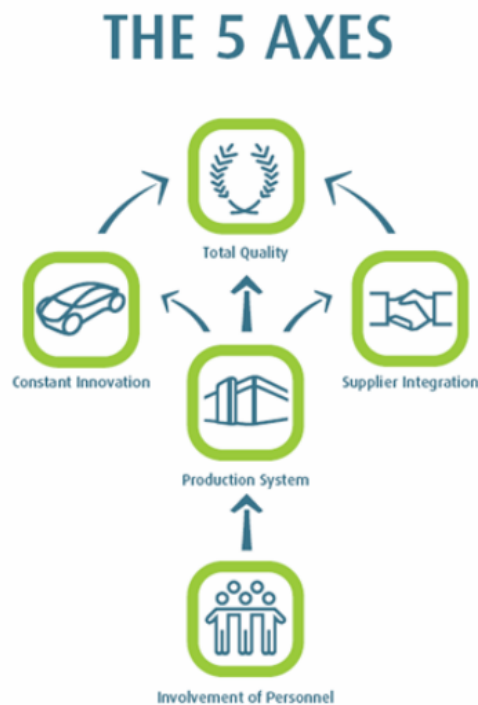 THE 5 AXES
Total Quality
Constant Innovation
Supplier Integration
Production System
Involvement of Personnel